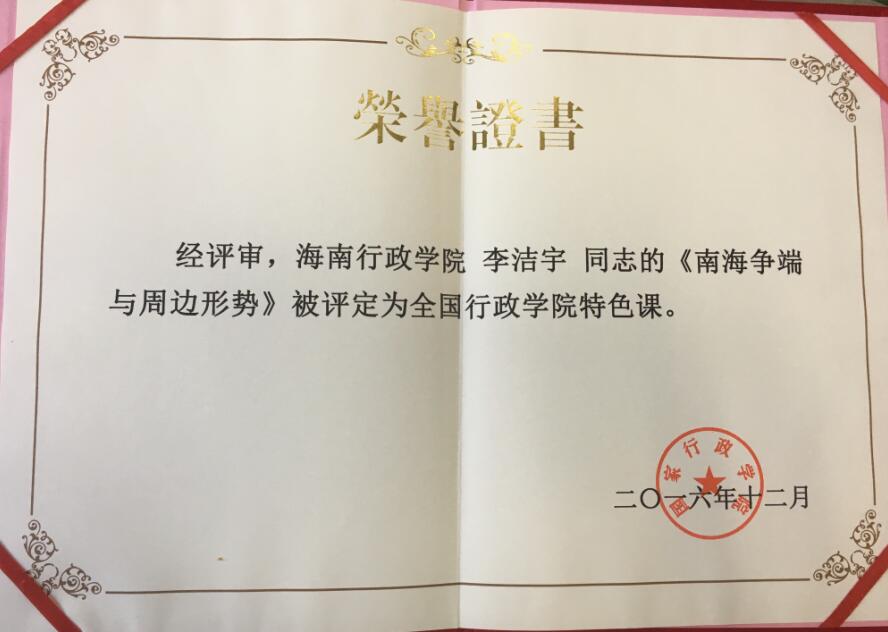 榮譽證書
经评审，海南行政学院 李洁宇 同志的《南海争端
与周边形势》被评定为全国行政学院特色课。
国家行政学院
二〇一六年十二月